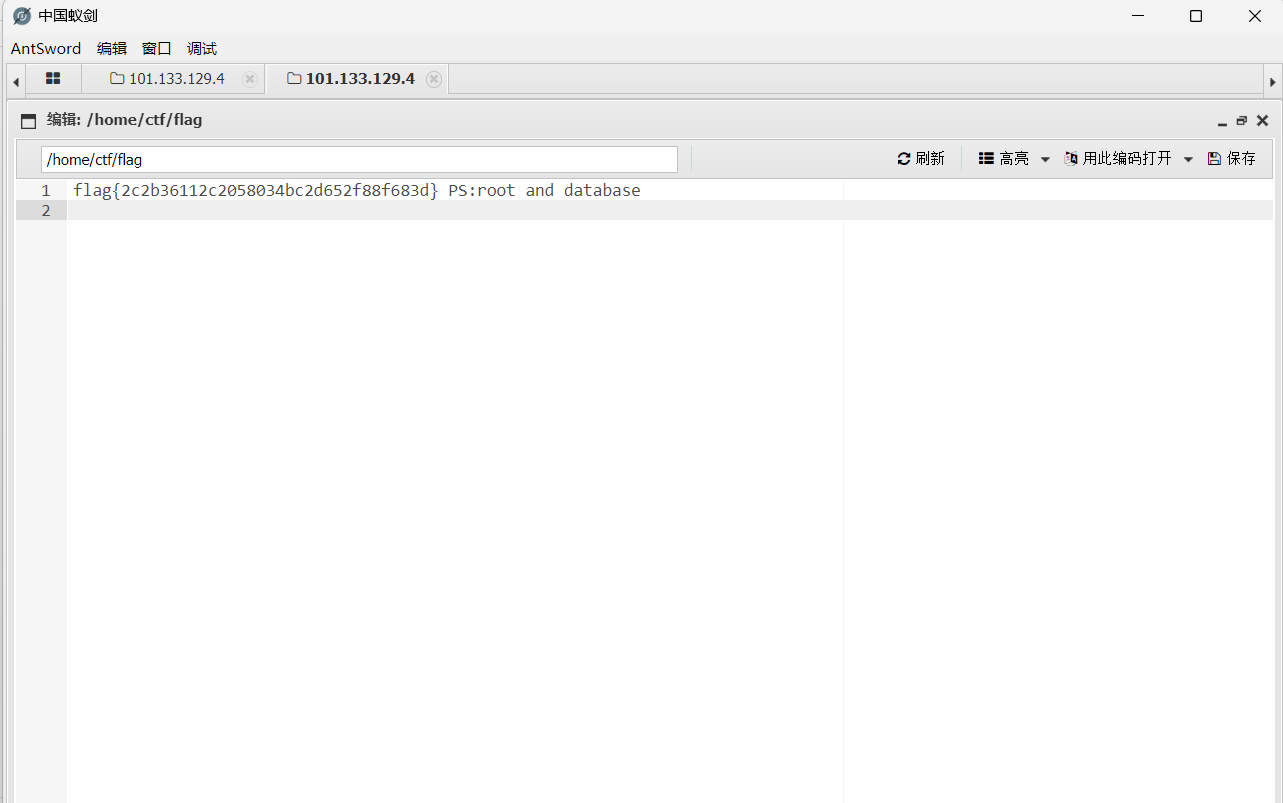 中国蚁剑
AntSword 编辑 窗口 调试
101.133.129.4 101.133.129.4
编辑: /home/ctf/flag
/home/ctf/flag 刷新 高亮 用此编码打开 保存
1 flag{2c2b36112c2058034bc2d652f88f683d} PS:root and database
2